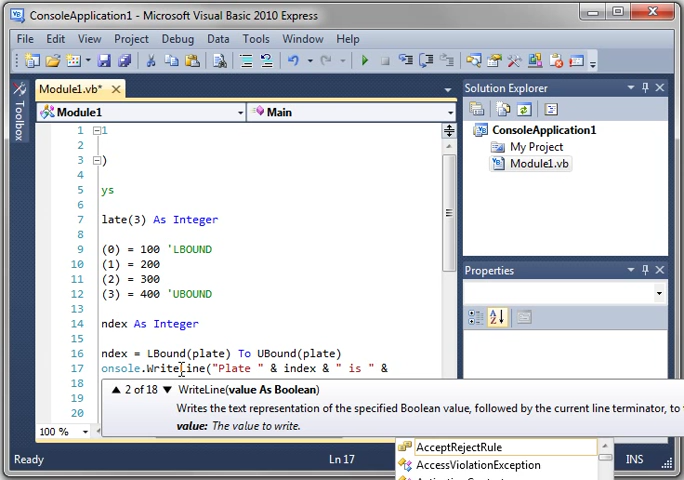 ConsoleApplication1 - Microsoft Visual Basic 2010 Express
File Edit View Project Debug Data Tools Window Help
Module1.vb*
Module1
Main
Toolbox
1 1
2
3 )
4
5 ys
6
7 late(3) As Integer
8
9 (0) = 100 'LBOUND
10 (1) = 200
11 (2) = 300
12 (3) = 400 'UBOUND
13
14 ndex As Integer
15
16 ndex = LBound(plate) To UBound(plate)
17 onsole.WriteLine("Plate " & index & " is " &
18
19
20
2 of 18 WriteLine(value As Boolean)
Writes the text representation of the specified Boolean value, followed by the current line terminator, to
value: The value to write.
AcceptRejectRule
AccessViolationException
100 %
Solution Explorer
ConsoleApplication1
My Project
Module1.vb
Properties
Ready
Ln 17
INS